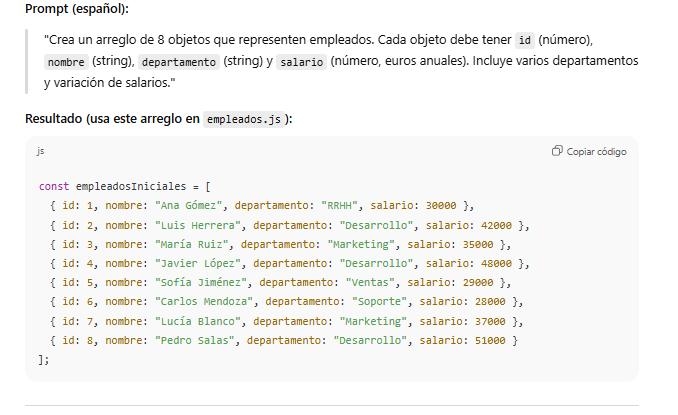 Prompt (español):
"Crea un arreglo de 8 objetos que representen empleados. Cada objeto debe tener id (número),
nombre (string), departamento (string) y salario (número, euros anuales). Incluye varios departamentos
y variación de salarios."
Resultado (usa este arreglo en empleados.js):
js
Copiar código
const empleadosIniciales = [
{ id: 1, nombre: "Ana Gómez", departamento: "RRHH", salario: 30000 },
{ id: 2, nombre: "Luis Herrera", departamento: "Desarrollo", salario: 42000 },
{ id: 3, nombre: "María Ruiz", departamento: "Marketing", salario: 35000 },
{ id: 4, nombre: "Javier López", departamento: "Desarrollo", salario: 48000 },
{ id: 5, nombre: "Sofía Jiménez", departamento: "Ventas", salario: 29000 },
{ id: 6, nombre: "Carlos Mendoza", departamento: "Soporte", salario: 28000 },
{ id: 7, nombre: "Lucía Blanco", departamento: "Marketing", salario: 37000 },
{ id: 8, nombre: "Pedro Salas", departamento: "Desarrollo", salario: 51000 }
];